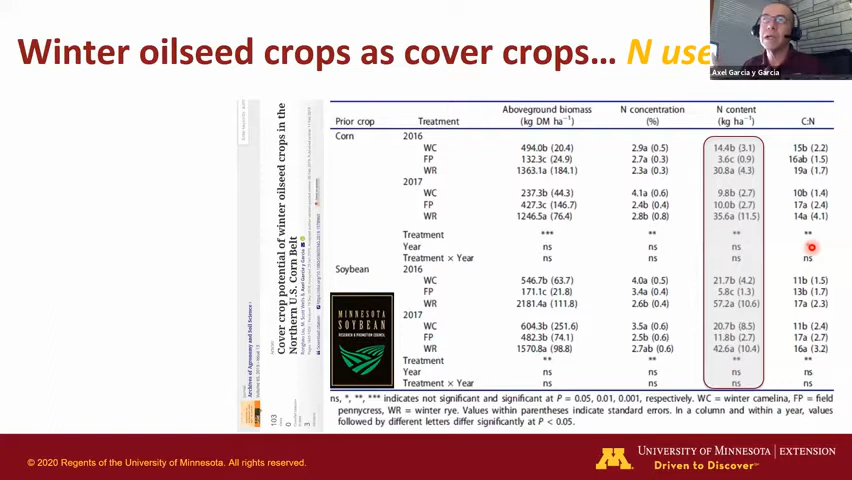 Winter oilseed crops as cover crops… N use
Axel Garcia y Garcia
Archives of Agronomy and Soil Science
Cover crop potential of winter oilseed crops in the
Northern U.S. Corn Belt
103
0
3
MINNESOTA
SOYBEAN
RESEARCH & PROMOTION COUNCIL
Prior crop Treatment Aboveground biomass (kg DM ha⁻¹) N concentration (%) N content (kg ha⁻¹) C:N
Corn 2016
WC 494.0b (20.4) 2.9a (0.5) 14.4b (3.1) 15b (2.2)
FP 132.3c (24.9) 2.7a (0.3) 3.6c (0.9) 16ab (1.5)
WR 1363.1a (184.1) 2.3a (0.3) 30.8a (4.3) 19a (1.7)
2017
WC 237.3b (44.3) 4.1a (0.6) 9.8b (2.7) 10b (1.4)
FP 427.3c (146.7) 2.4b (0.4) 10.0b (2.7) 17a (2.4)
WR 1246.5a (76.4) 2.8b (0.8) 35.6a (11.5) 14a (4.1)
Treatment *** ** ** **
Year ns ns ns
Treatment × Year ns ns ns ns
Soybean 2016
WC 546.7b (63.7) 4.0a (0.5) 21.7b (4.2) 11b (1.5)
FP 171.1c (21.8) 3.4a (0.4) 5.8c (1.3) 13b (1.7)
WR 2181.4a (111.8) 2.6b (0.4) 57.2a (10.6) 17a (2.3)
2017
WC 604.3b (251.6) 3.5a (0.6) 20.7b (8.5) 11b (2.4)
FP 482.3b (74.1) 2.5b (0.6) 11.8b (2.7) 17a (2.7)
WR 1570.8a (98.8) 2.7ab (0.6) 42.6a (10.4) 16a (3.2)
Treatment ** ** ** **
Year ns ns ns ns
Treatment × Year ns ns ns ns
ns, *, **, *** indicates not significant and significant at P = 0.05, 0.01, 0.001, respectively. WC = winter camelina, FP = field
pennycress, WR = winter rye. Values within parentheses indicate standard errors. In a column and within a year, values
followed by different letters differ significantly at P < 0.05.
© 2020 Regents of the University of Minnesota. All rights reserved.
M UNIVERSITY OF MINNESOTA EXTENSION
Driven to Discover